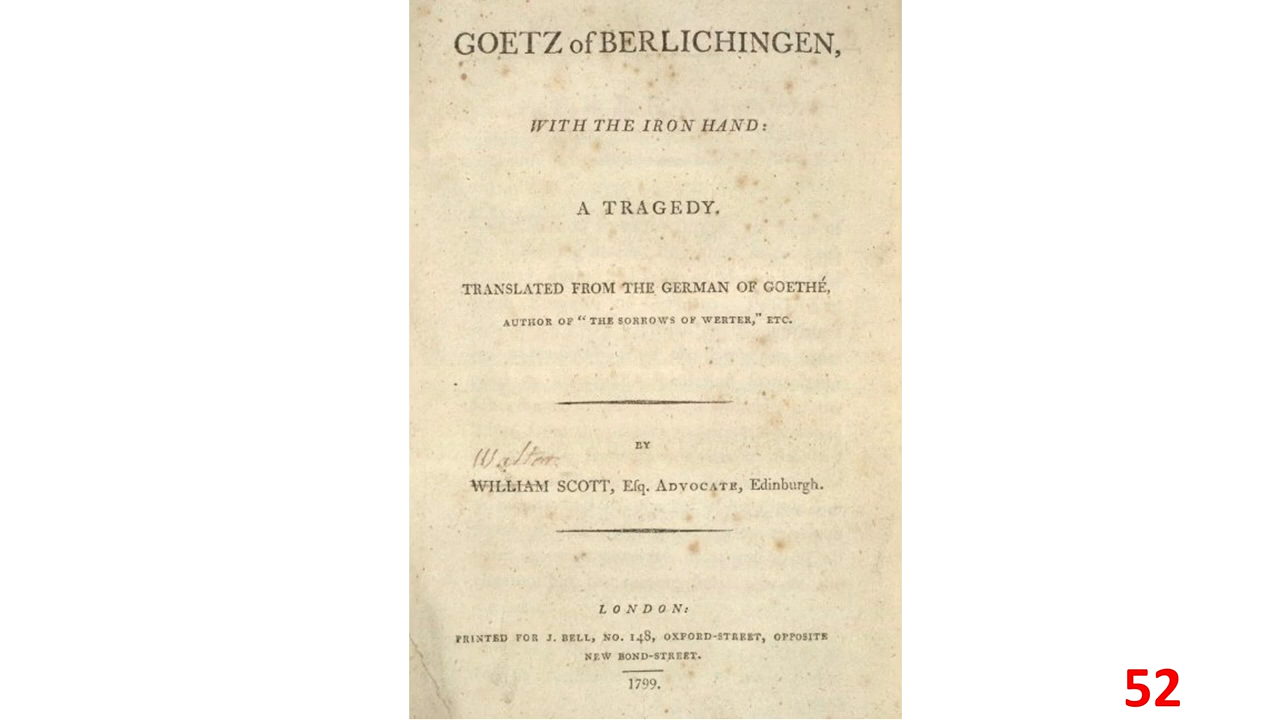 GOETZ of BERLICHINGEN,
WITH THE IRON HAND:
A TRAGEDY.
TRANSLATED FROM THE GERMAN OF GOETHÉ,
AUTHOR OF “THE SORROWS OF WERTER,” ETC.
BY
Walter
WILLIAM SCOTT, Eſq. ADVOCATE, Edinburgh.
LONDON:
PRINTED FOR J. BELL, NO. 148, OXFORD-STREET, OPPOSITE
NEW BOND-STREET.
1799.
52